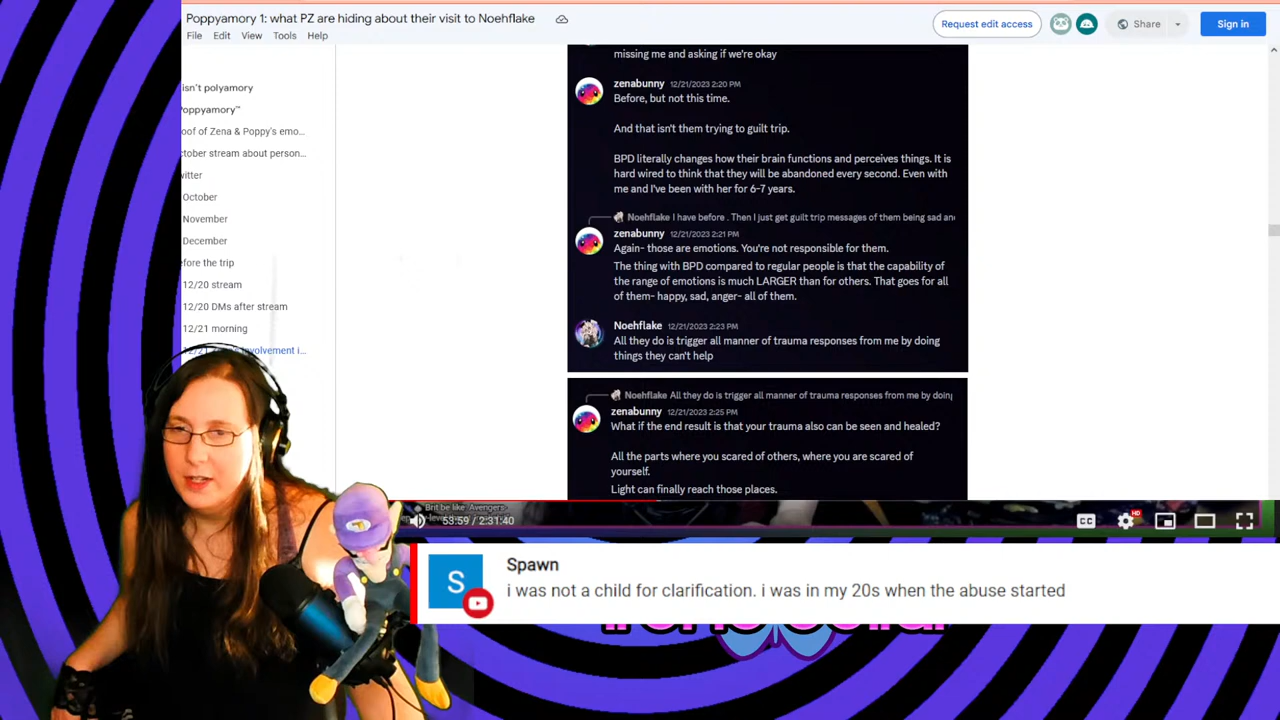 Poppyamory 1: what PZ are hiding about their visit to Noehflake
Request edit access
Share
Sign in
File Edit View Tools Help
isn't polyamory
Poppyamory™
oof of Zena & Poppy's emo...
ctober stream about person...
witter
October
November
December
efore the trip
12/20 stream
12/20 DMs after stream
12/21 morning
12/21 involvement i...
missing me and asking if we're okay
zenabunny 12/21/2023 2:20 PM
Before, but not this time.
And that isn't them trying to guilt trip.
BPD literally changes how their brain functions and perceives things. It is
hard wired to think that they will be abandoned every second. Even with
me and I've been with her for 6-7 years.
Noehflake I have before . Then I just get guilt trip messages of them being sad an
zenabunny 12/21/2023 2:21 PM
Again- those are emotions. You're not responsible for them.
The thing with BPD compared to regular people is that the capability of
the range of emotions is much LARGER than for others. That goes for all
of them- happy, sad, anger- all of them.
Noehflake 12/21/2023 2:23 PM
All they do is trigger all manner of trauma responses from me by doing
things they can't help
Noehflake All they do is trigger all manner of trauma responses from me by doing
zenabunny 12/21/2023 2:25 PM
What if the end result is that your trauma also can be seen and healed?
All the parts where you scared of others, where you are scared of
yourself.
Light can finally reach those places.
Brit be like Avengers
53:59 / 2:31:40
CC
HD
S
Spawn
i was not a child for clarification. i was in my 20s when the abuse started